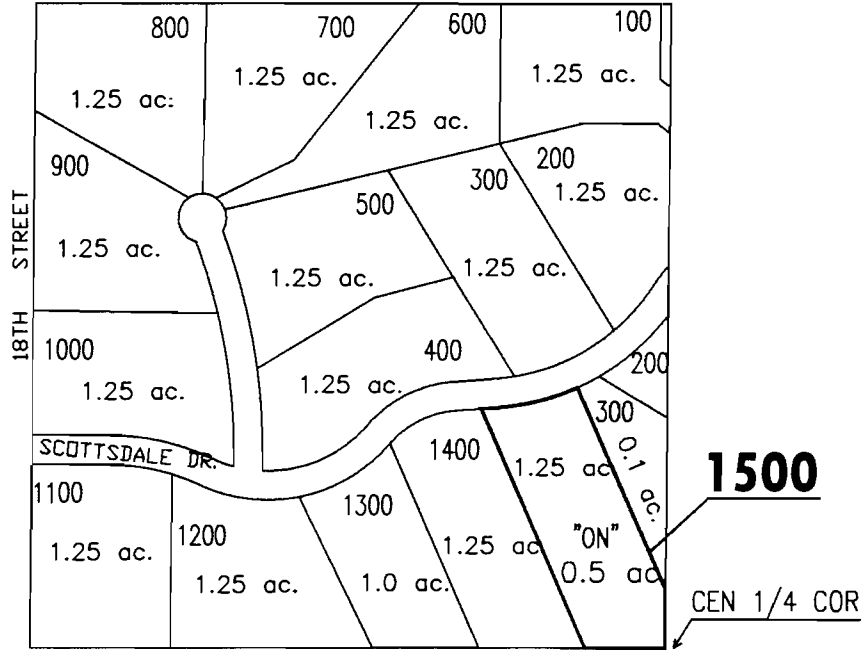 800
700
600
100
1.25 ac:
1.25 ac.
1.25 ac.
1.25 ac.
900
200
300
500
1.25 ac.
18TH STREET
1.25 ac.
1.25 ac.
1.25 ac.
1000
400
200
1.25 ac.
1.25 ac.
300
0.1 ac.
SCOTTSDALE DR.
1400
1.25 ac
1500
1100
1300
1200
1.25 ac.
1.25 ac.
1.0 ac.
1.25 ac
"ON"
0.5 ac
CEN 1/4 COR